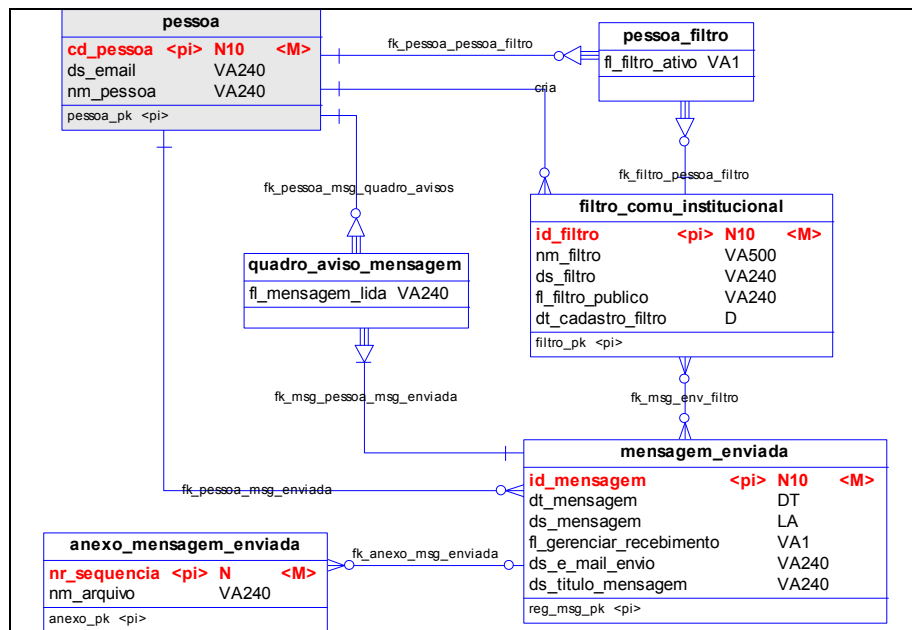 pessoa
cd_pessoa <pi> N10 <M>
ds_email VA240
nm_pessoa VA240
pessoa_pk <pi>
fk_pessoa_pessoa_filtro
pessoa_filtro
fl_filtro_ativo VA1
cria
fk_pessoa_msg_quadro_avisos
fk_filtro_pessoa_filtro
filtro_comu_institucional
id_filtro <pi> N10 <M>
nm_filtro VA500
ds_filtro VA240
fl_filtro_publico VA240
dt_cadastro_filtro D
filtro_pk <pi>
quadro_aviso_mensagem
fl_mensagem_lida VA240
fk_msg_pessoa_msg_enviada
fk_msg_env_filtro
mensagem_enviada
id_mensagem <pi> N10 <M>
dt_mensagem DT
ds_mensagem LA
fl_gerenciar_recebimento VA1
ds_e_mail_envio VA240
ds_titulo_mensagem VA240
reg_msg_pk <pi>
fk_pessoa_msg_enviada
anexo_mensagem_enviada
nr_sequencia <pi> N <M>
nm_arquivo VA240
anexo_pk <pi>
fk_anexo_msg_enviada